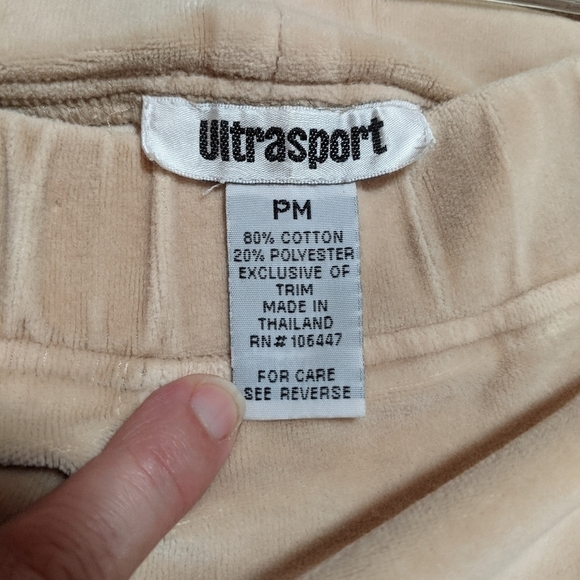 Ultrasport
PM
80% COTTON
20% POLYESTER
EXCLUSIVE OF
TRIM
MADE IN
THAILAND
RN# 106447
FOR CARE
SEE REVERSE